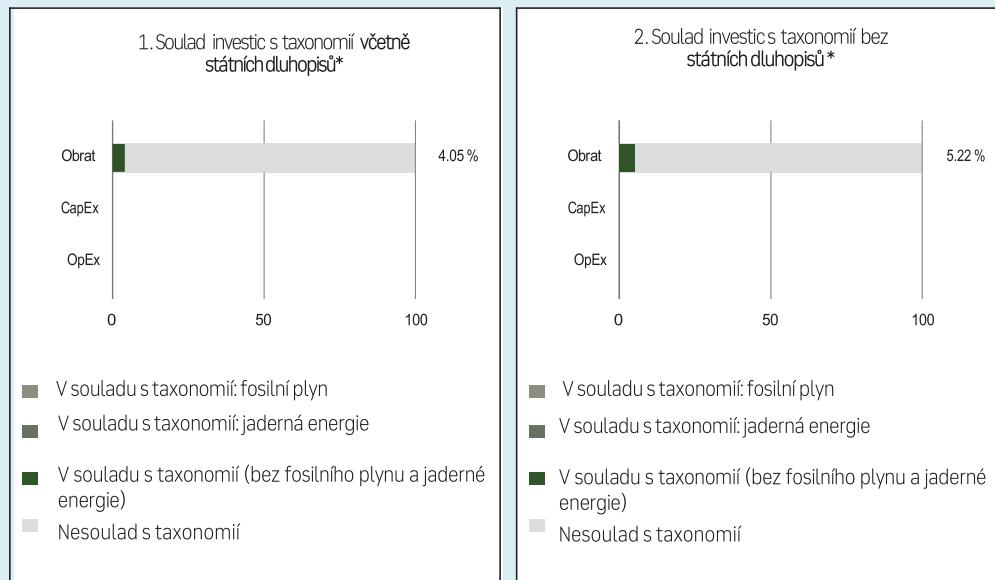 1. Soulad investic s taxonomií včetně
státních dluhopisů*
Obrat
4.05 %
CapEx
OpEx
0
50
100
V souladu s taxonomií: fosilní plyn
V souladu s taxonomií: jaderná energie
V souladu s taxonomií (bez fosilního plynu a jaderné
energie)
Nesoulad s taxonomií
2. Soulad investic s taxonomií bez
státních dluhopisů *
Obrat
5.22 %
CapEx
OpEx
0
50
100
V souladu s taxonomií: fosilní plyn
V souladu s taxonomií: jaderná energie
V souladu s taxonomií (bez fosilního plynu a jaderné
energie)
Nesoulad s taxonomií